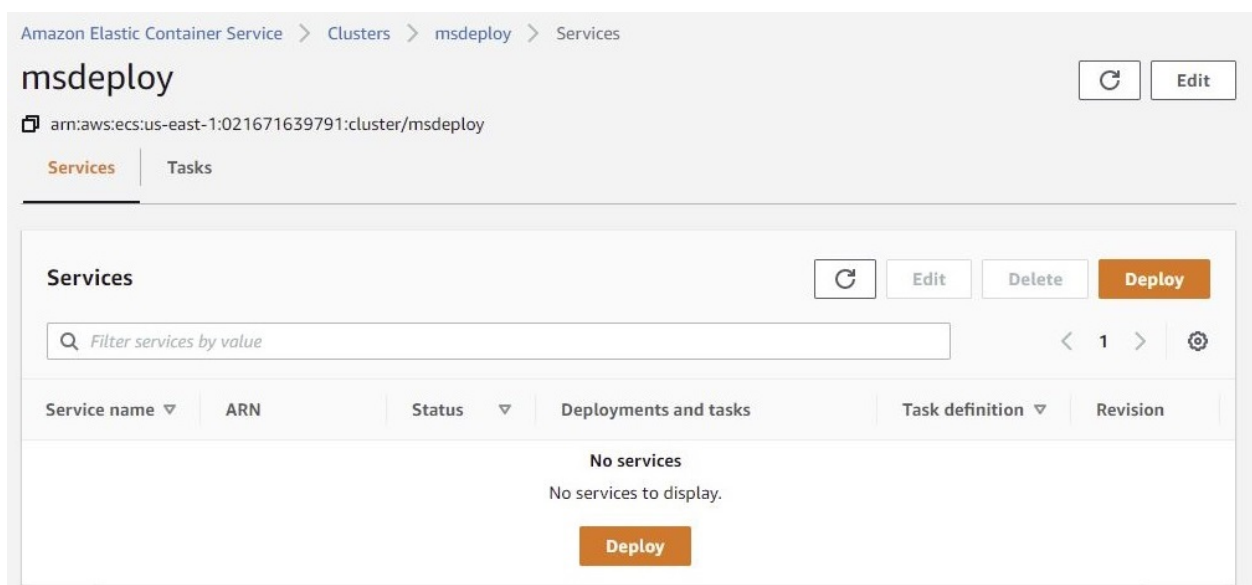 Amazon Elastic Container Service > Clusters > msdeploy > Services
msdeploy
Edit
arn:aws:ecs:us-east-1:021671639791:cluster/msdeploy
Services Tasks
Services Edit Delete Deploy
Filter services by value 1
Service name ARN Status Deployments and tasks Task definition Revision
No services
No services to display.
Deploy